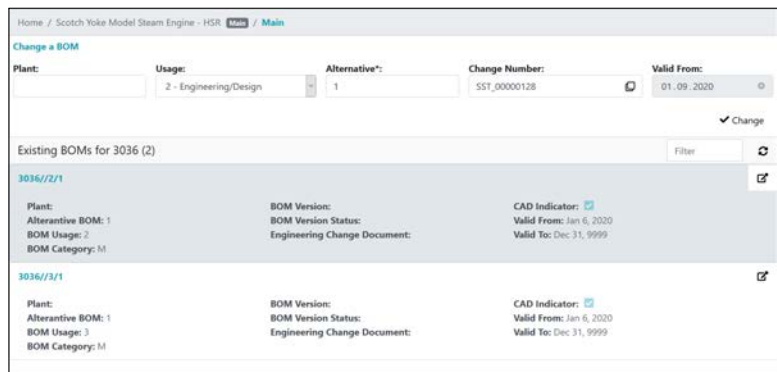 Home / Scotch Yoke Model Steam Engine - HSR Main / Main
Change a BOM
Plant: Usage: Alternative*: Change Number: Valid From:
2 - Engineering/Design 1 SST_00000128 01.09.2020
Change
Existing BOMs for 3036 (2) Filter
3036//2/1
Plant: BOM Version: CAD Indicator:
Alterantive BOM: 1 BOM Version Status: Valid From: Jan 6, 2020
BOM Usage: 2 Engineering Change Document: Valid To: Dec 31, 9999
BOM Category: M
3036//3/1
Plant: BOM Version: CAD Indicator:
Alterantive BOM: 1 BOM Version Status: Valid From: Jan 6, 2020
BOM Usage: 3 Engineering Change Document: Valid To: Dec 31, 9999
BOM Category: M